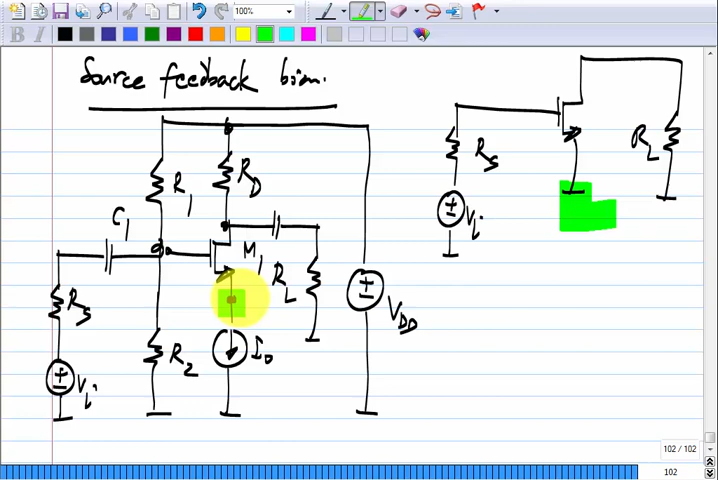 100%
B I U
Source feedback bias.
R1
RD
C1
M1
RL
RS
Vi
R2
I0
VDD
RS
Vi
RL
102 / 102
102